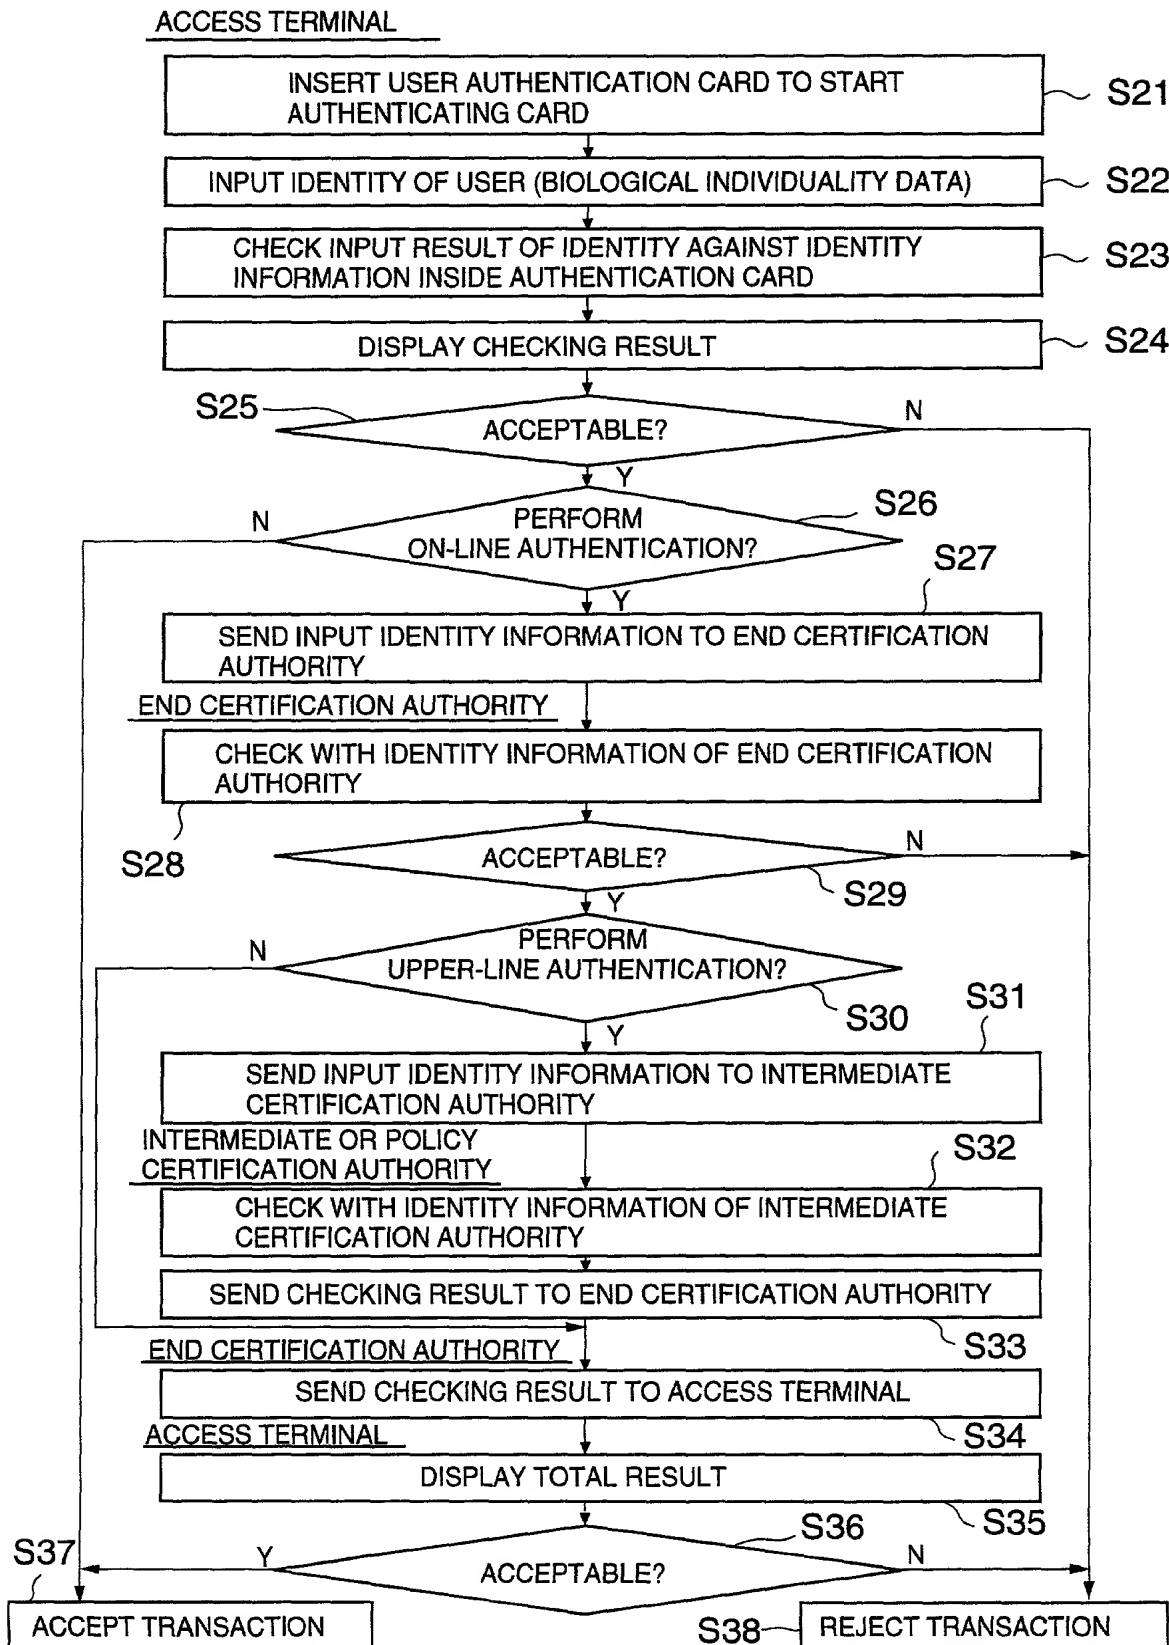 ACCESS TERMINAL
INSERT USER AUTHENTICATION CARD TO START
AUTHENTICATING CARD
S21
INPUT IDENTITY OF USER (BIOLOGICAL INDIVIDUALITY DATA)
S22
CHECK INPUT RESULT OF IDENTITY AGAINST IDENTITY
INFORMATION INSIDE AUTHENTICATION CARD
S23
DISPLAY CHECKING RESULT
S24
S25
ACCEPTABLE?
N
Y
S26
N
PERFORM
ON-LINE AUTHENTICATION?
S27
Y
SEND INPUT IDENTITY INFORMATION TO END CERTIFICATION
AUTHORITY
END CERTIFICATION AUTHORITY
CHECK WITH IDENTITY INFORMATION OF END CERTIFICATION
AUTHORITY
S28
ACCEPTABLE?
N
S29
Y
N
PERFORM
UPPER-LINE AUTHENTICATION?
S30
S31
Y
SEND INPUT IDENTITY INFORMATION TO INTERMEDIATE
CERTIFICATION AUTHORITY
INTERMEDIATE OR POLICY
CERTIFICATION AUTHORITY
S32
CHECK WITH IDENTITY INFORMATION OF INTERMEDIATE
CERTIFICATION AUTHORITY
SEND CHECKING RESULT TO END CERTIFICATION AUTHORITY
S33
END CERTIFICATION AUTHORITY
SEND CHECKING RESULT TO ACCESS TERMINAL
S34
ACCESS TERMINAL
DISPLAY TOTAL RESULT
S35
S36
S37
Y
ACCEPTABLE?
N
ACCEPT TRANSACTION
S38
REJECT TRANSACTION